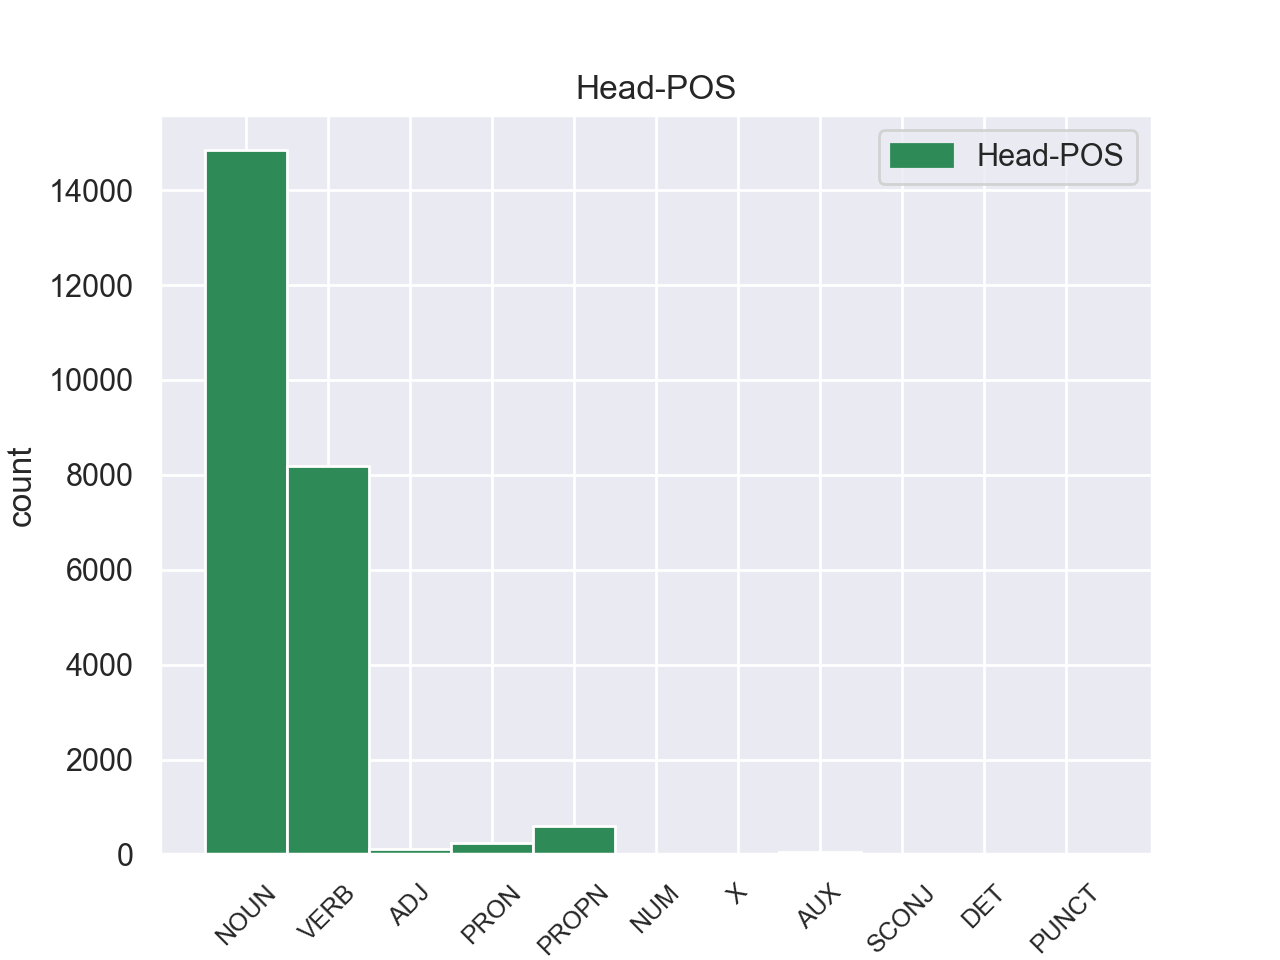 Head-POS
Head-POS
14000
12000
10000
8000
6000
4000
2000
0
count
NOUN VERB ADJ PRON PROPN NUM X AUX SCONJ DET PUNCT